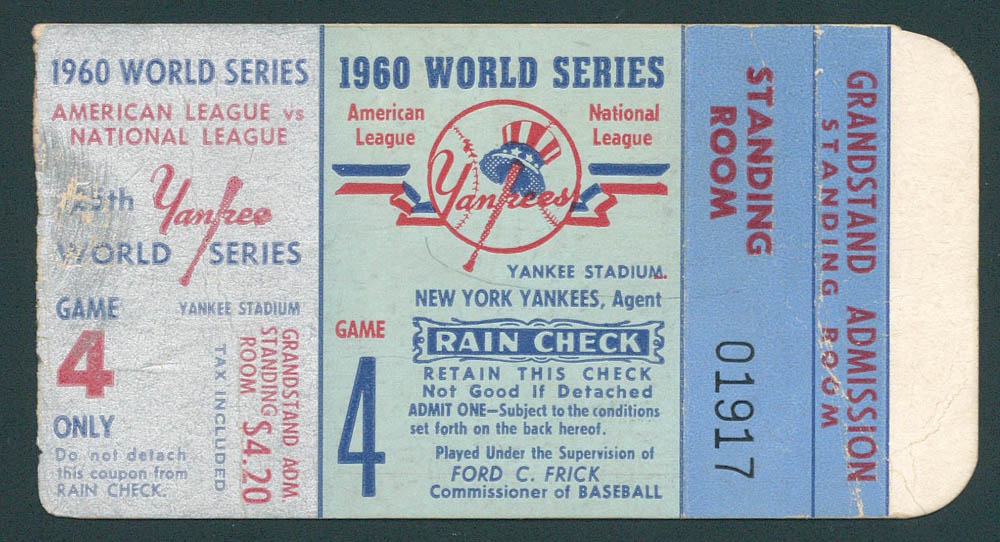 1960 WORLD SERIES
AMERICAN LEAGUE vs
NATIONAL LEAGUE
25th Yankee
WORLD SERIES
GAME
4
ONLY
Do not detach
this coupon from
RAIN CHECK.
YANKEE STADIUM
GRANDSTAND ADM
STANDING $4.20
ROOM
TAX INCLUDED
1960 WORLD SERIES
American
League
National
League
Yankees
YANKEE STADIUM
NEW YORK YANKEES, Agent
GAME
4
RAIN CHECK
RETAIN THIS CHECK
Not Good if Detached
ADMIT ONE—Subject to the conditions
set forth on the back hereof.
Played Under the Supervision of
FORD C. FRICK
Commissioner of BASEBALL
STANDING
ROOM
01917
GRANDSTAND ADMISSION
STANDING ROOM